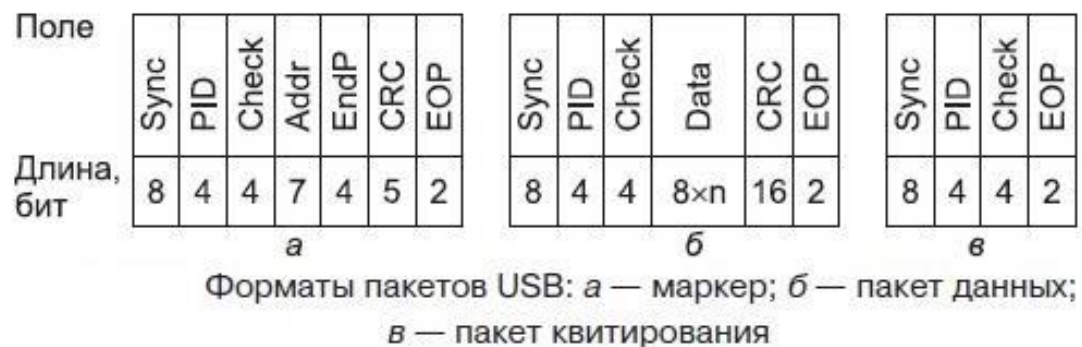 Поле Sync PID Check Addr EndP CRC EOP Sync PID Check Data CRC EOP Sync PID Check EOP
Длина, бит 8 4 4 7 4 5 2 8 4 4 8×n 16 2 8 4 4 2
а б в
Форматы пакетов USB: а — маркер; б — пакет данных;
в — пакет квитирования